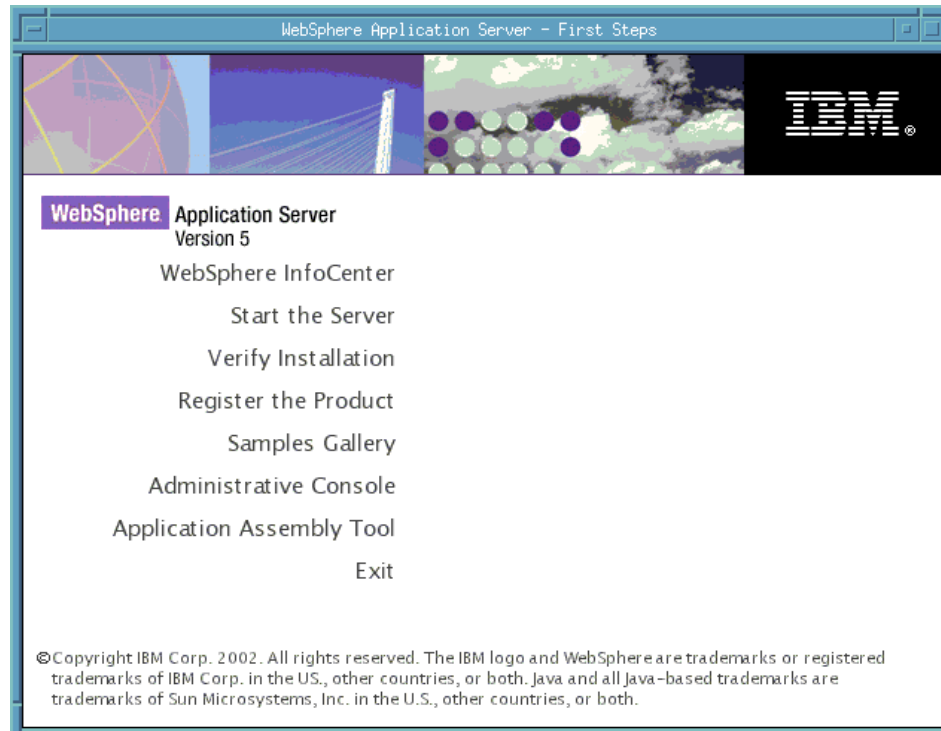 WebSphere Application Server - First Steps
IBM®
WebSphere Application Server
Version 5
WebSphere InfoCenter
Start the Server
Verify Installation
Register the Product
Samples Gallery
Administrative Console
Application Assembly Tool
Exit
©Copyright IBM Corp. 2002. All rights reserved. The IBM logo and WebSphere are trademarks or registered
trademarks of IBM Corp. in the US., other countries, or both. Java and all Java-based trademarks are
trademarks of Sun Microsystems, Inc. in the U.S., other countries, or both.